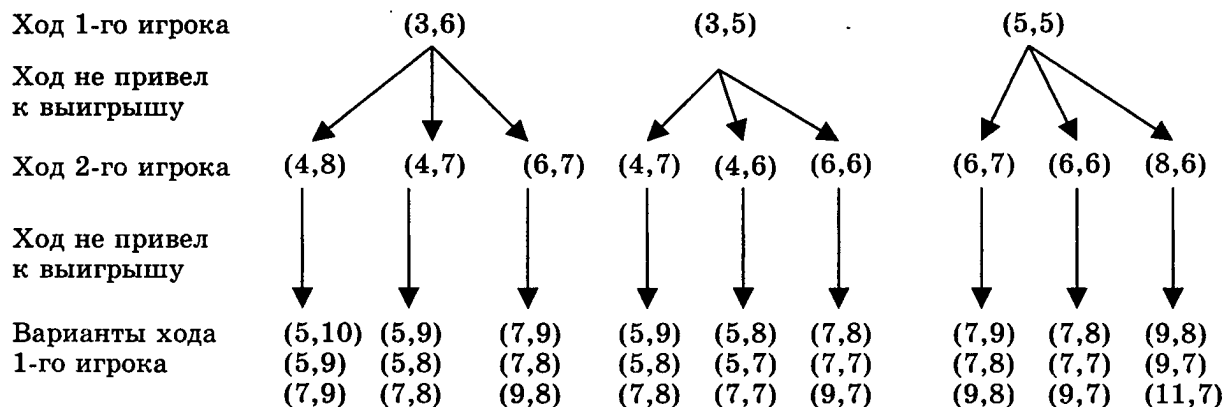 Ход 1-го игрока (3,6) (3,5) (5,5)
Ход не привел
к выигрышу
Ход 2-го игрока (4,8) (4,7) (6,7) (4,7) (4,6) (6,6) (6,7) (6,6) (8,6)
Ход не привел
к выигрышу
Варианты хода (5,10) (5,9) (7,9) (5,9) (5,8) (7,8) (7,9) (7,8) (9,8)
1-го игрока (5,9) (5,8) (7,8) (5,8) (5,7) (7,7) (7,8) (7,7) (9,7)
(7,9) (7,8) (9,8) (7,8) (7,7) (9,7) (9,8) (9,7) (11,7)